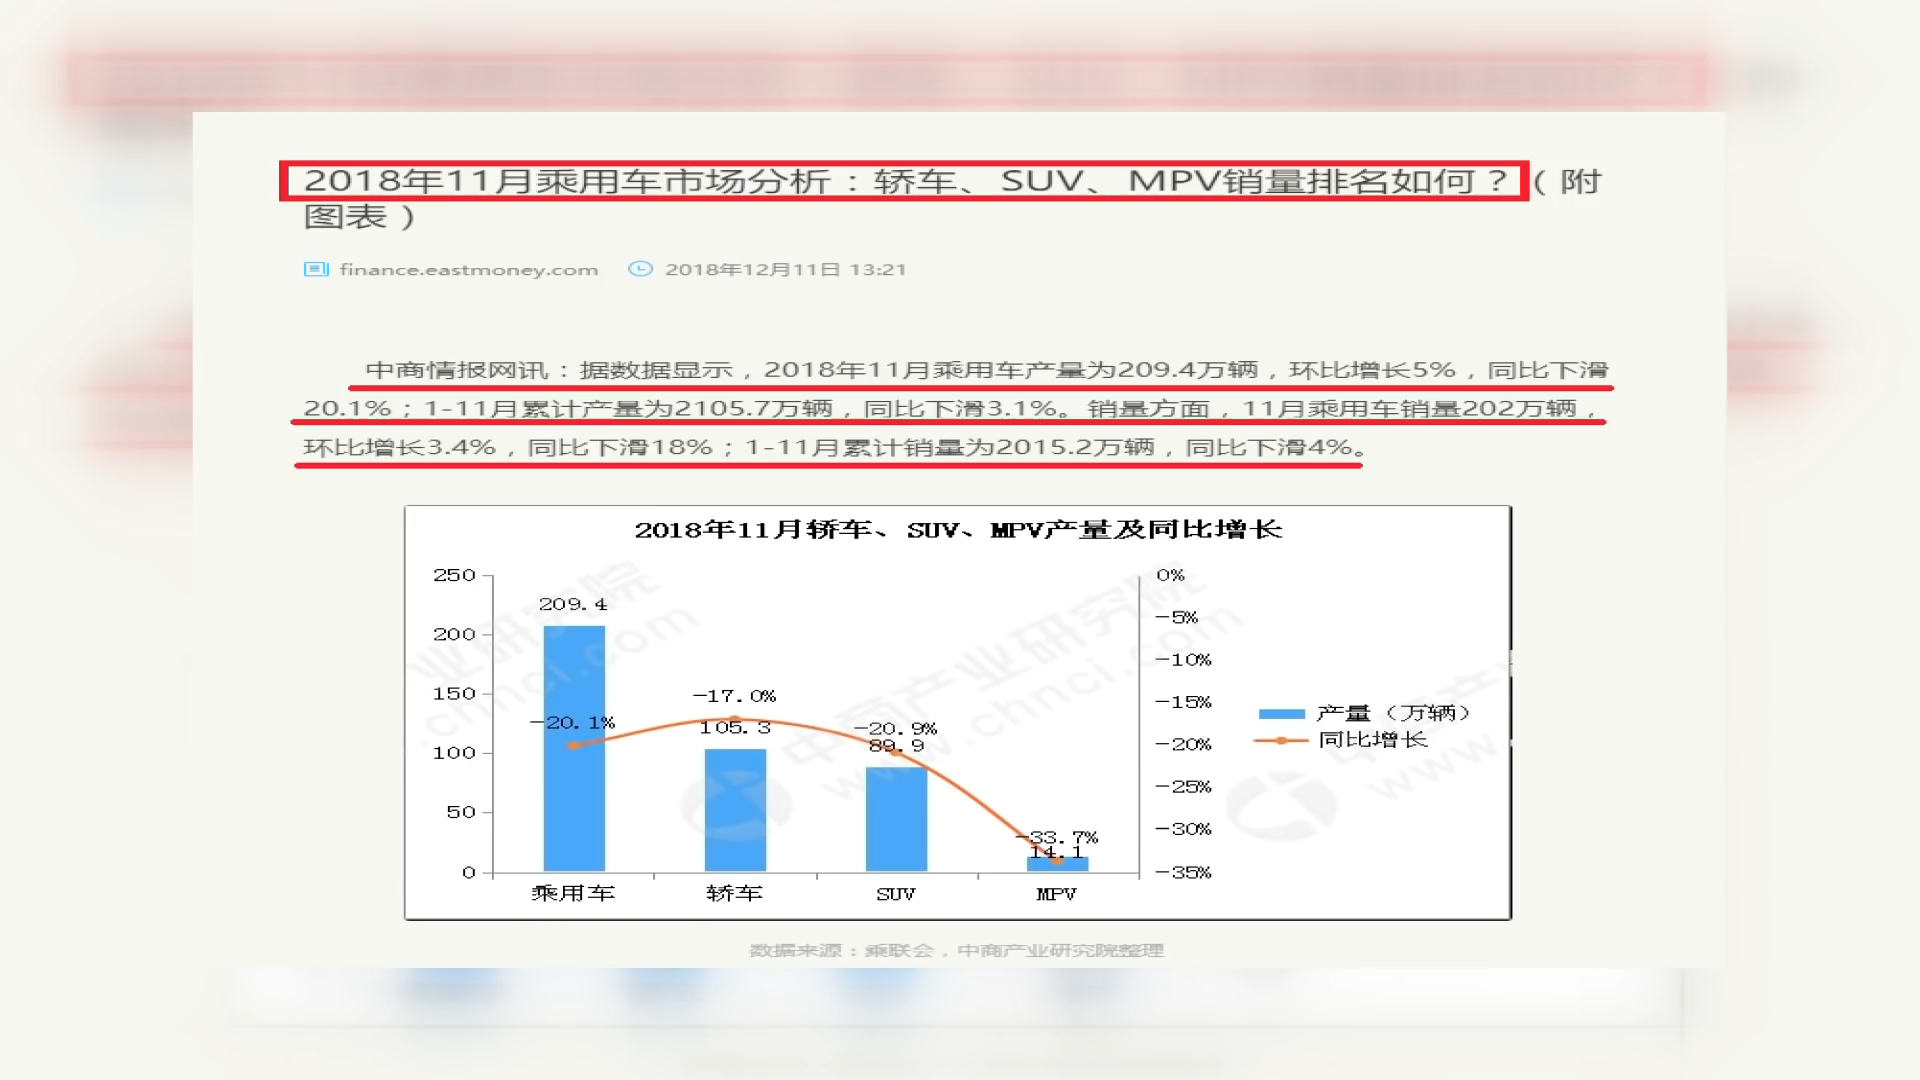 2018年11月乘用车市场分析：轿车、SUV、MPV销量排名如何？（附
图表）
finance.eastmoney.com 2018年12月11日 13:21
中商情报网讯：据数据显示，2018年11月乘用车产量为209.4万辆，环比增长5%，同比下滑
20.1%；1-11月累计产量为2105.7万辆，同比下滑3.1%。销量方面，11月乘用车销量202万辆，
环比增长3.4%，同比下滑18%；1-11月累计销量为2015.2万辆，同比下滑4%。
2018年11月轿车、SUV、MPV产量及同比增长
250
200
150
100
50
0
209.4
-20.1%
-17.0%
105.3
-20.9%
89.9
-33.7%
14.1
0%
-5%
-10%
-15%
-20%
-25%
-30%
-35%
产量（万辆）
同比增长
乘用车 轿车 SUV MPV
中商产业研究院
www.chnci.com
数据来源：乘联会，中商产业研究院整理